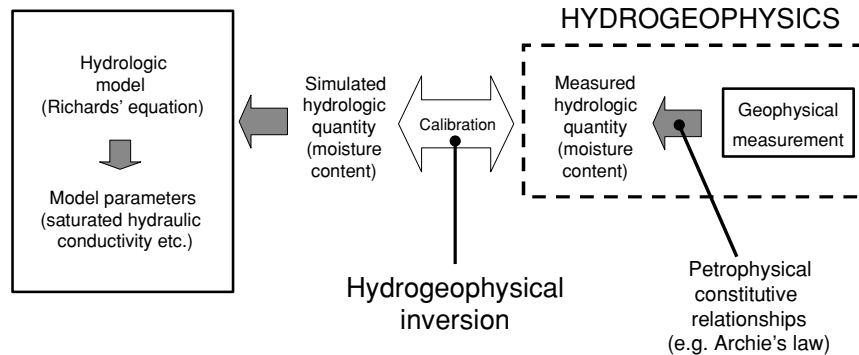 HYDROGEOPHYSICS
Hydrologic
model
(Richards' equation)
Model parameters
(saturated hydraulic
conductivity etc.)
Simulated
hydrologic
quantity
(moisture
content)
Calibration
Measured
hydrologic
quantity
(moisture
content)
Geophysical
measurement
Hydrogeophysical
inversion
Petrophysical
constitutive
relationships
(e.g. Archie's law)